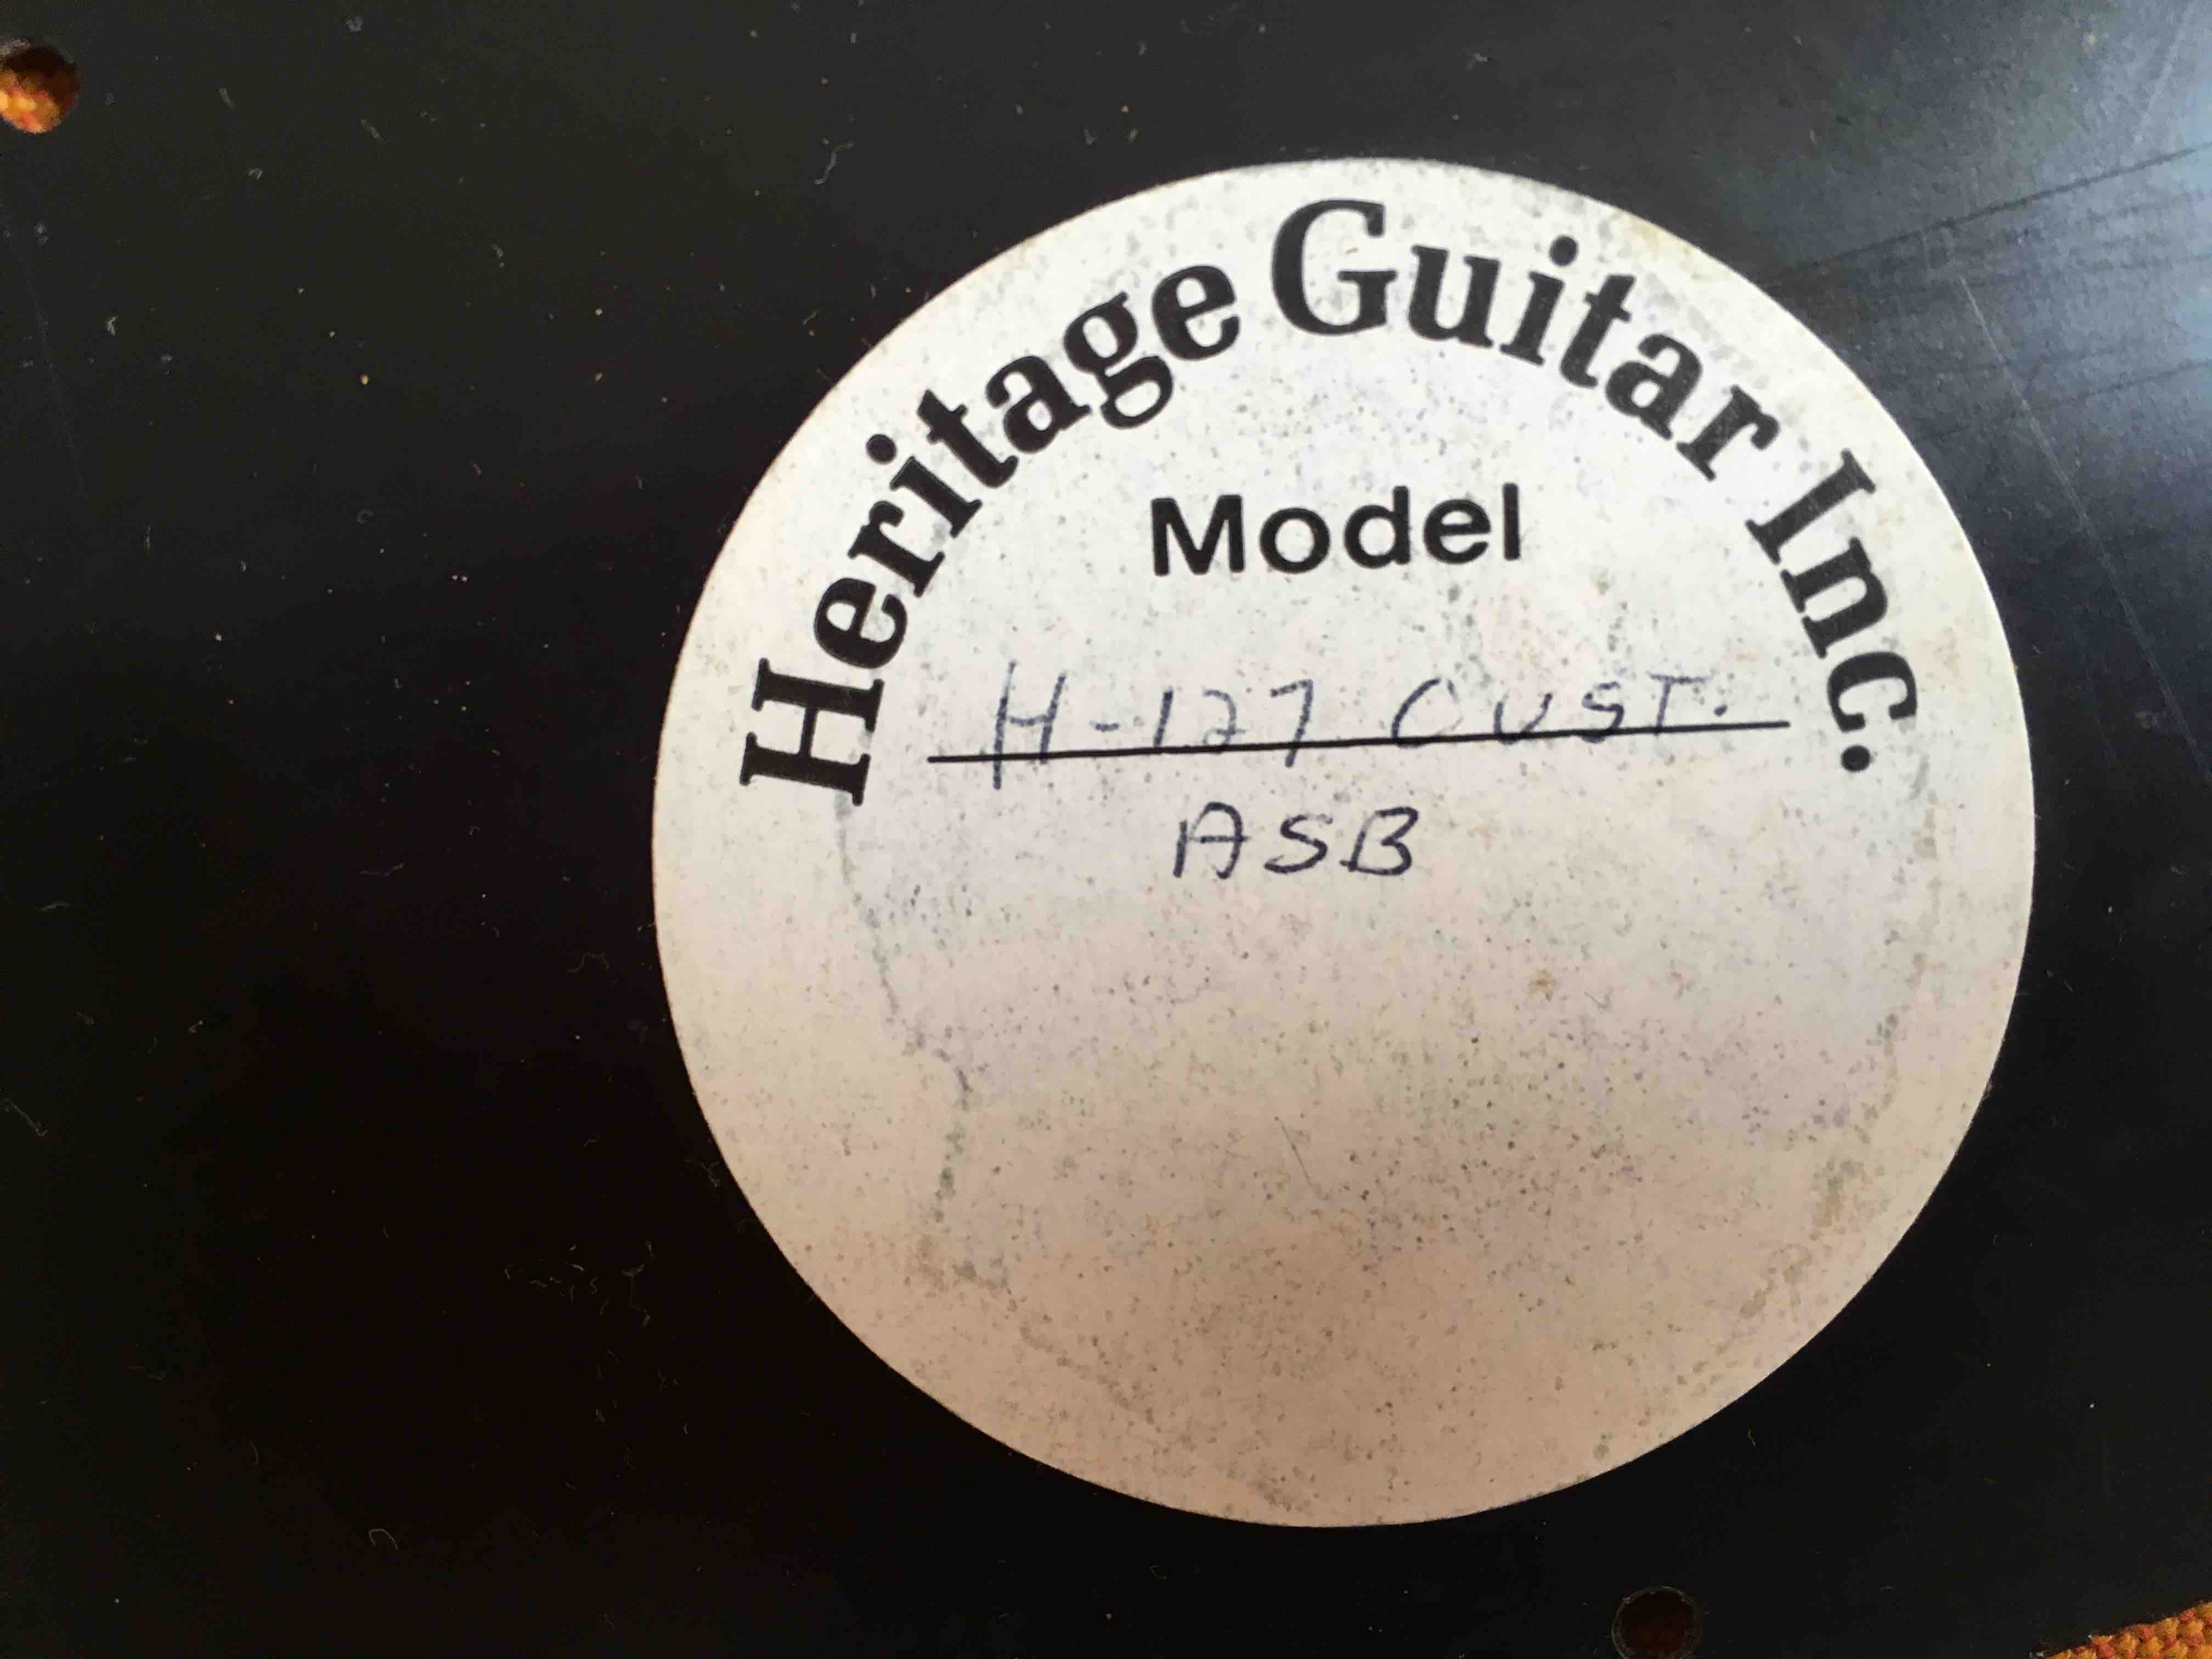 Heritage Guitar Inc.
Model
H-127 CUST.
ASB